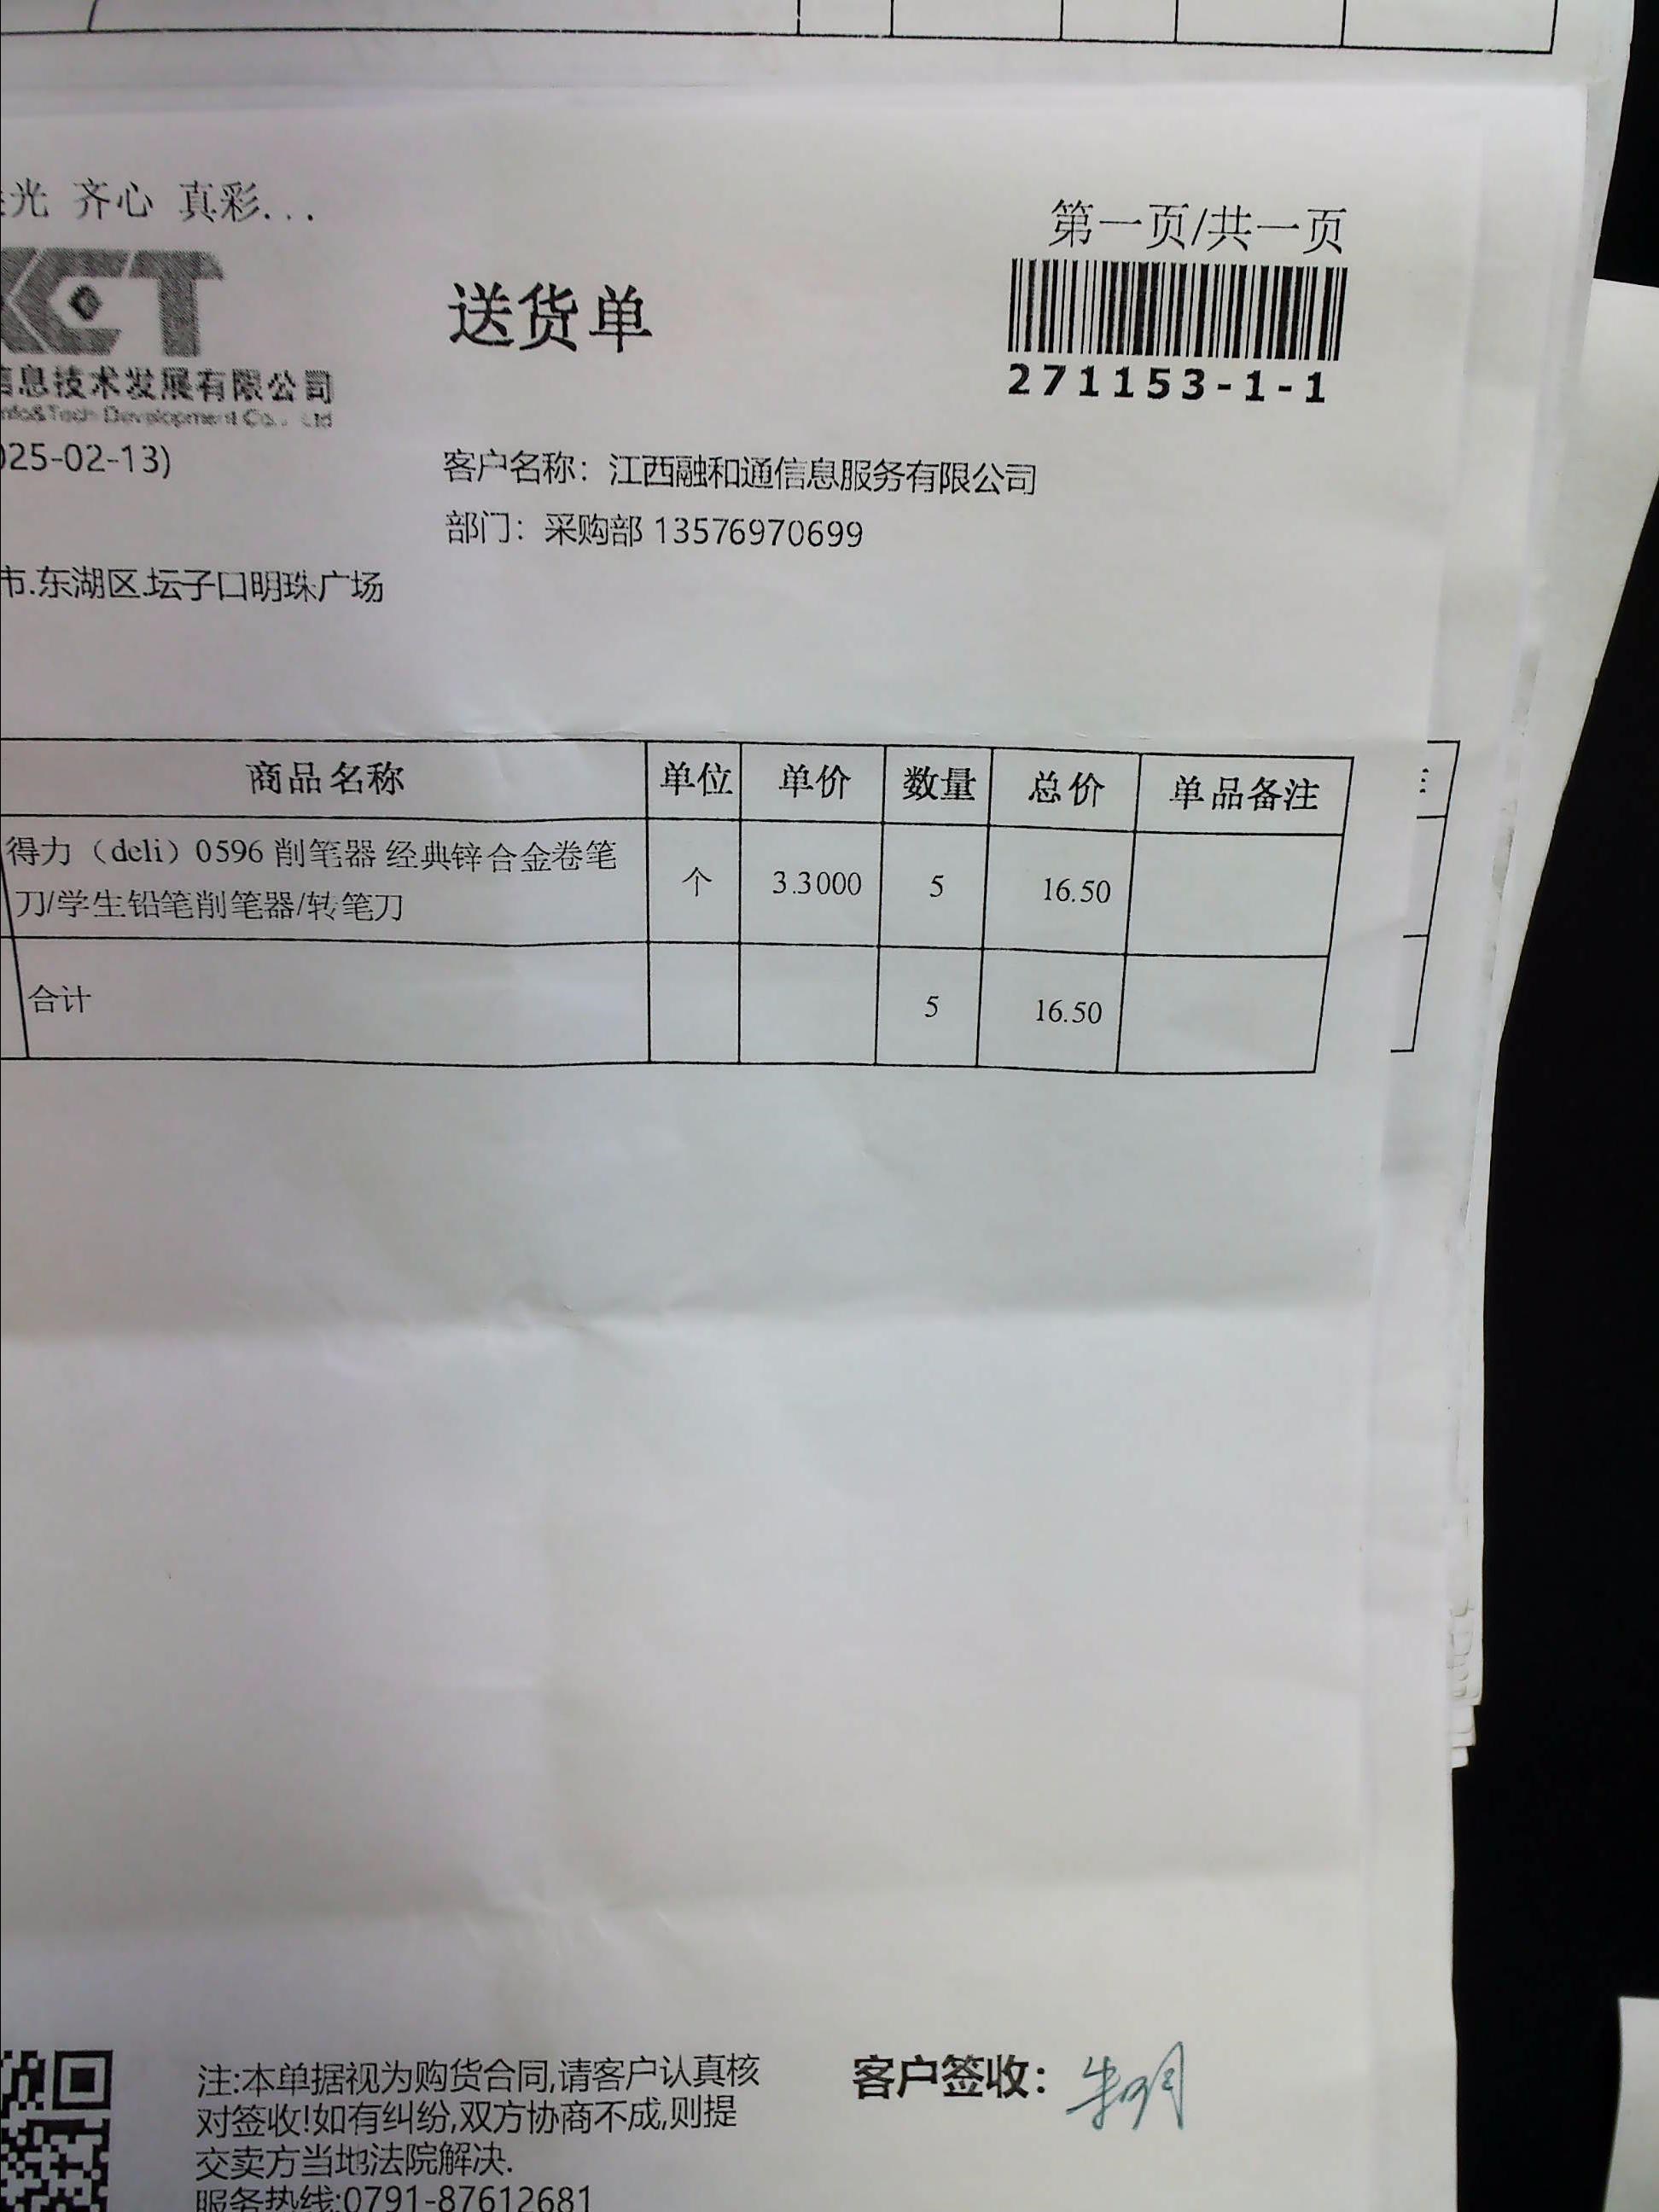 光 齐心 真彩...
第一页/共一页
送货单
271153-1-1
息技术发展有限公司
Info&Tech Development Co., Ltd
025-02-13)
客户名称：江西融和通信息服务有限公司
部门：采购部 13576970699
市.东湖区.坛子口明珠广场
商品名称 单位 单价 数量 总价 单品备注
得力（deli）0596 削笔器 经典锌合金卷笔
刀/学生铅笔削笔器/转笔刀
个 3.3000 5 16.50
合计 5 16.50
注:本单据视为购货合同,请客户认真核
对签收!如有纠纷,双方协商不成,则提
交卖方当地法院解决.
服务热线:0791-87612681
客户签收：